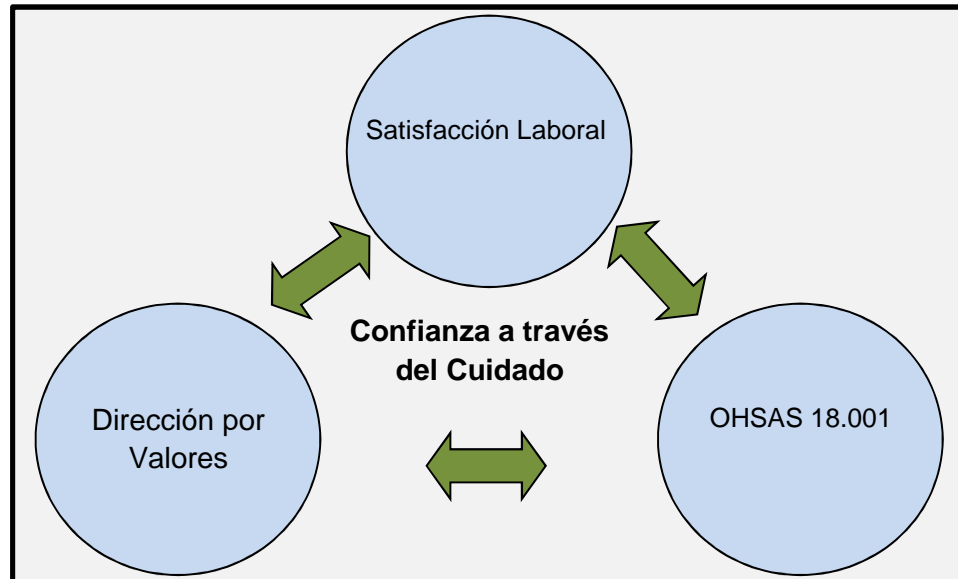 Satisfacción Laboral
Confianza a través
del Cuidado
Dirección por
Valores
OHSAS 18.001